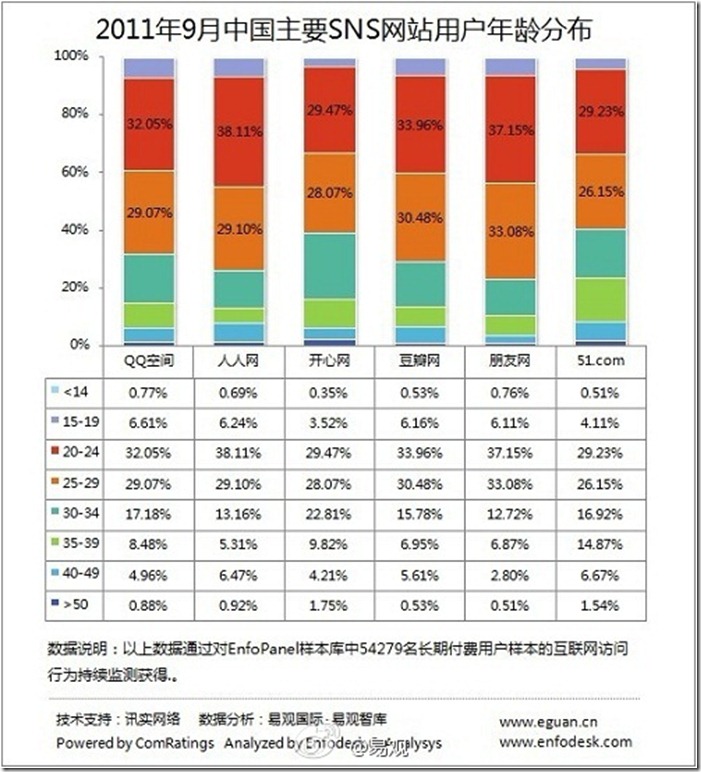 2011年9月中国主要SNS网站用户年龄分布
100%
32.05% 38.11% 29.47% 33.96% 37.15% 29.23%
80%
60%
29.07% 29.10% 28.07% 30.48% 33.08% 26.15%
40%
20%
0%
QQ空间 人人网 开心网 豆瓣网 朋友网 51.com
<14 0.77% 0.69% 0.35% 0.53% 0.76% 0.51%
15-19 6.61% 6.24% 3.52% 6.16% 6.11% 4.11%
20-24 32.05% 38.11% 29.47% 33.96% 37.15% 29.23%
25-29 29.07% 29.10% 28.07% 30.48% 33.08% 26.15%
30-34 17.18% 13.16% 22.81% 15.78% 12.72% 16.92%
35-39 8.48% 5.31% 9.82% 6.95% 6.87% 14.87%
40-49 4.96% 6.47% 4.21% 5.61% 2.80% 6.67%
>50 0.88% 0.92% 1.75% 0.53% 0.51% 1.54%
数据说明：以上数据通过对EnfoPanel样本库中54279名长期付费用户样本的互联网访问
行为持续监测获得.。
技术支持：讯实网络 数据分析：易观国际·易观智库 www.eguan.cn
Powered by ComRatings Analyzed by Enfodesk Analysys www.enfodesk.com
@易观